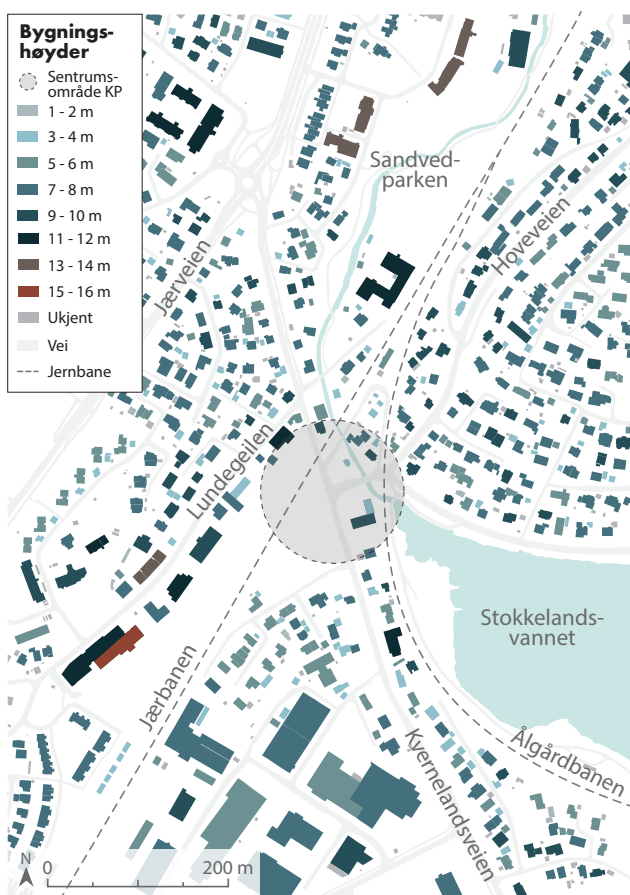 Bygnings-
høyder
Sentrums-
område KP
1 - 2 m
3 - 4 m
5 - 6 m
7 - 8 m
9 - 10 m
11 - 12 m
13 - 14 m
15 - 16 m
Ukjent
Vei
Jernbane
Sandved-
parken
Hoveveien
Jærveien
Lundegeilen
Stokkelands-
vannet
Jærbanen
Ålgårdbanen
Kvernelandsveien
N
0
200 m